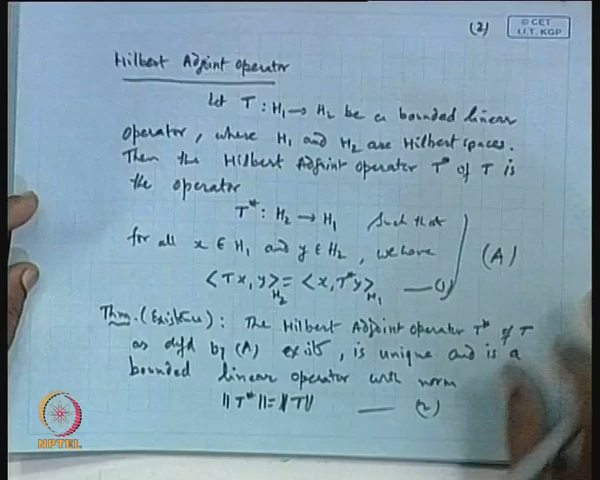 (2)
© CET
I.I.T. KGP
Hilbert Adjoint Operator
Let T : H₁ → H₂ be a bounded linear
operator, where H₁ and H₂ are Hilbert spaces.
Then the Hilbert Adjoint operator T* of T is
the operator
T* : H₂ → H₁ such that
for all x ∈ H₁ and y ∈ H₂, we have
(A)
⟨Tx, y⟩_H₂ = ⟨x, T*y⟩_H₁ — (1)
Thm. (Existence) : The Hilbert Adjoint operator T* of T
as dfd by (A) exists, is unique and is a
bounded linear operator with norm
||T*|| = ||T|| — (2)
NPTEL